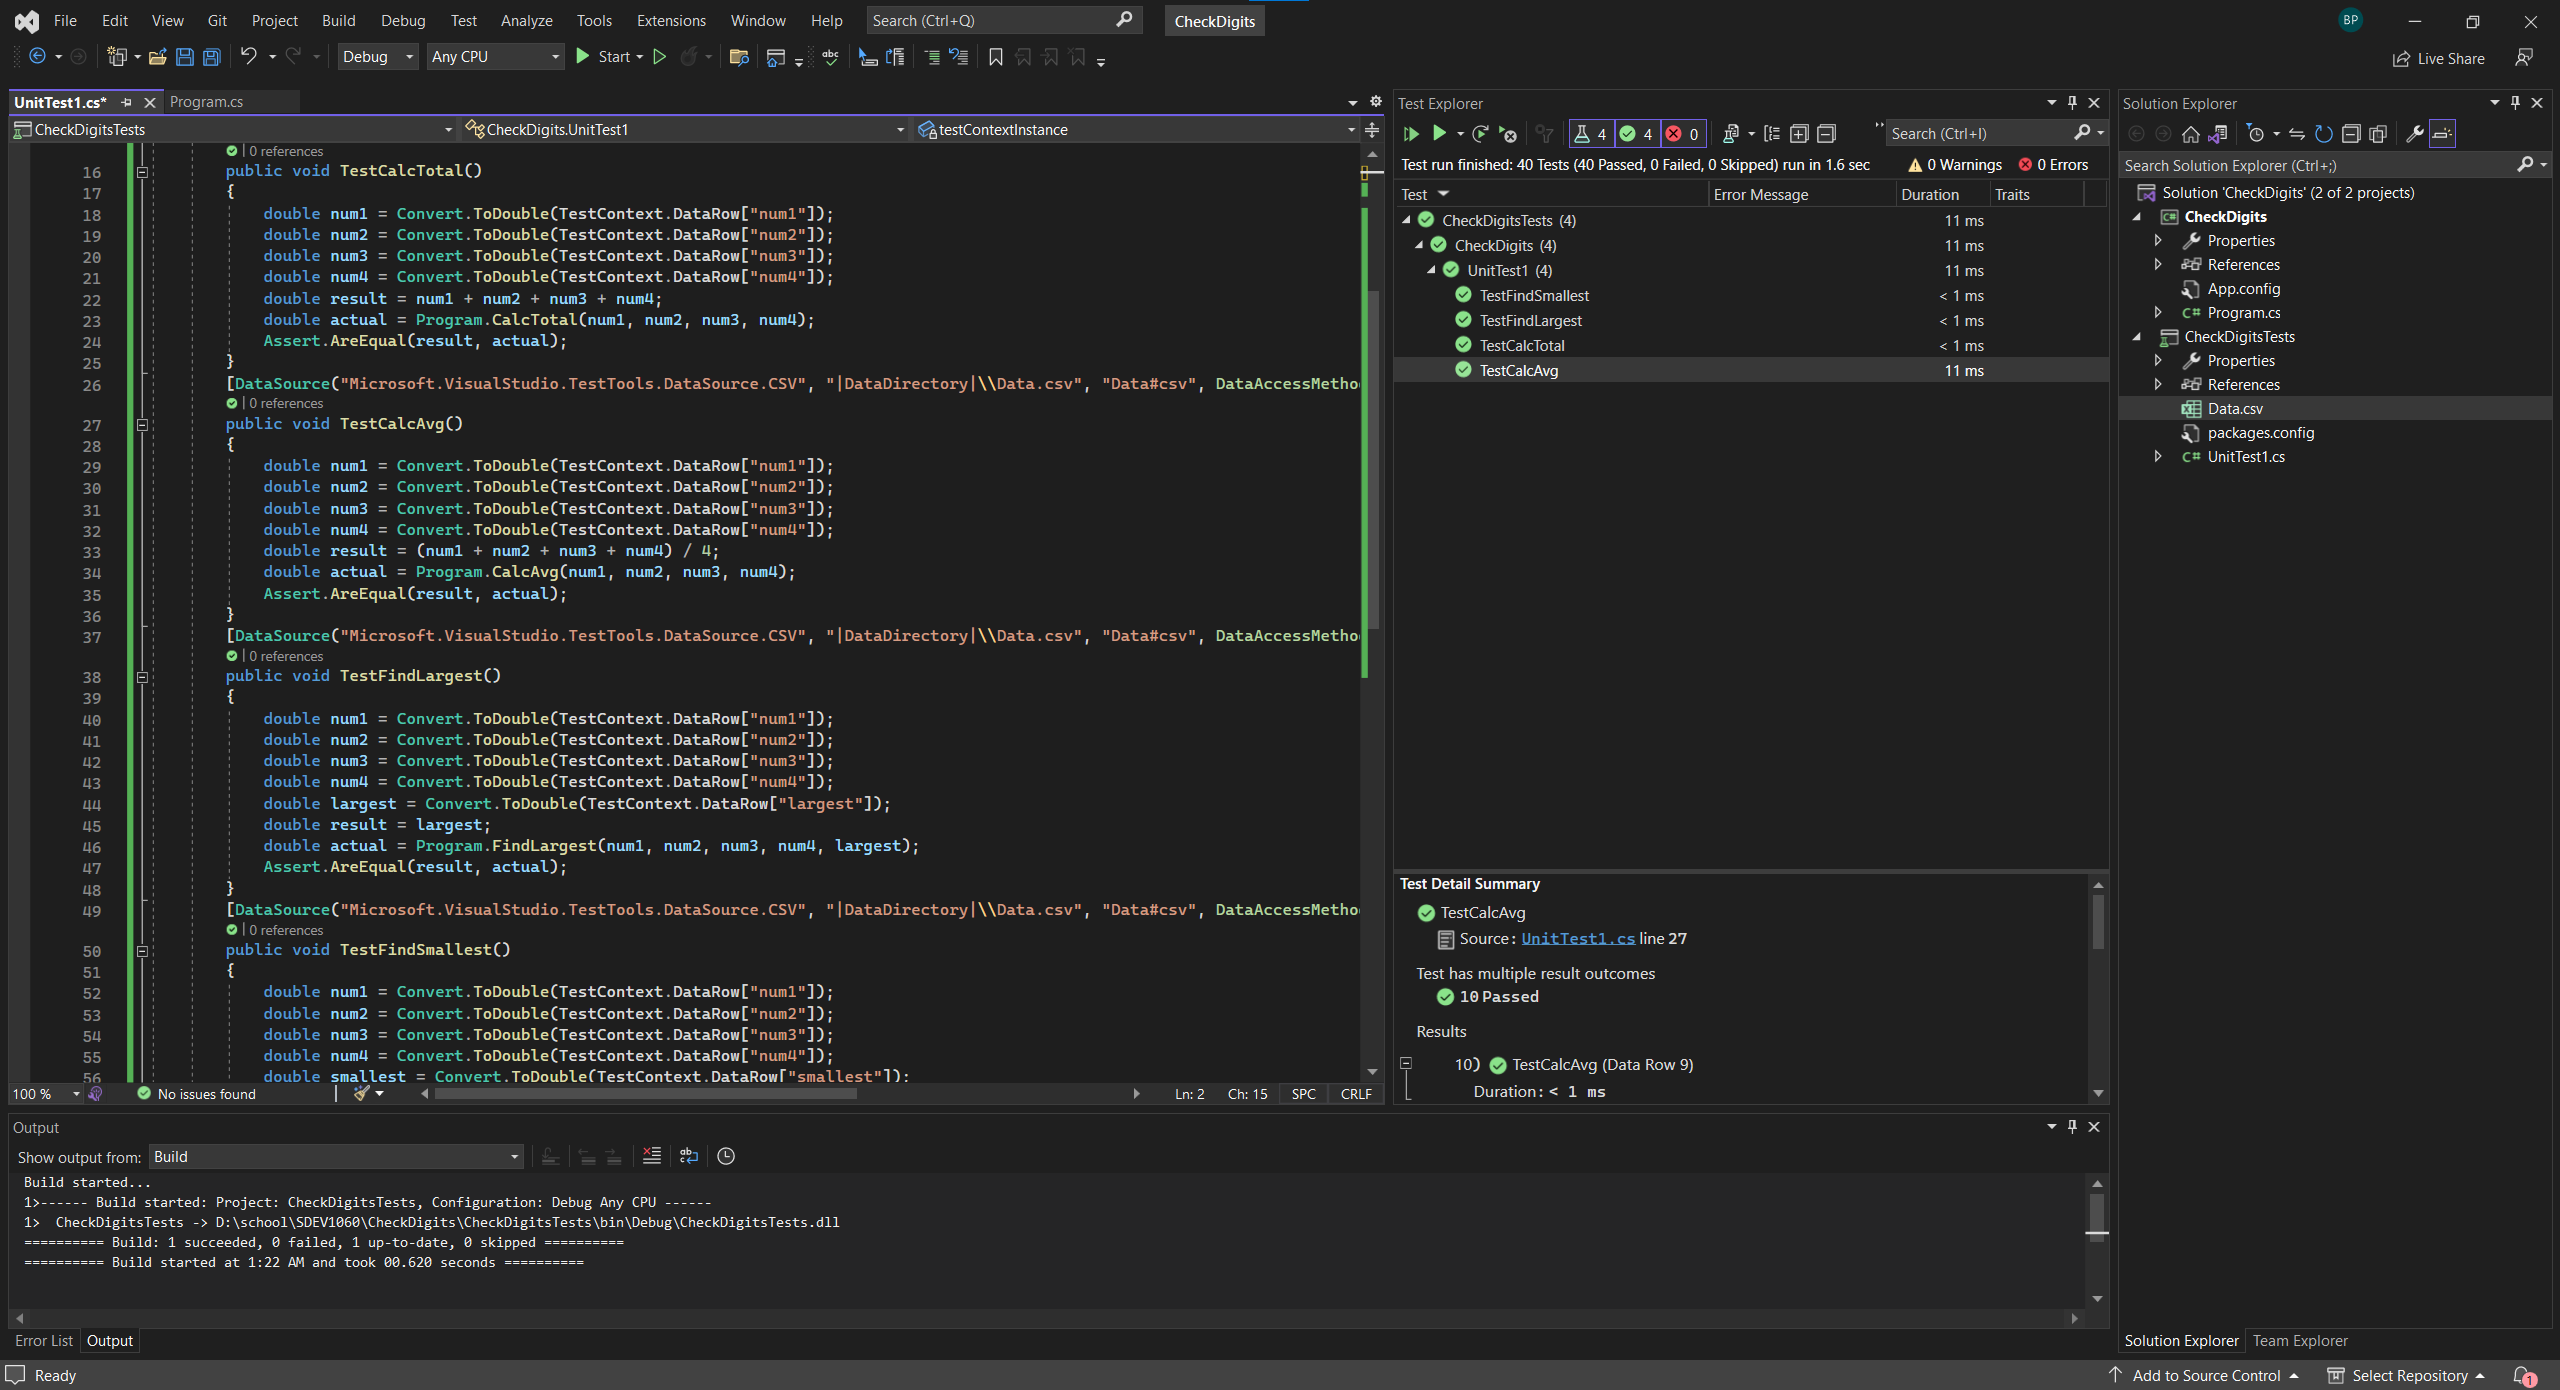 File Edit View Git Project Build Debug Test Analyze Tools Extensions Window Help Search (Ctrl+Q) CheckDigits BP
Debug Any CPU Start Live Share
UnitTest1.cs* Program.cs
CheckDigitsTests CheckDigits.UnitTest1 testContextInstance
0 references
16 public void TestCalcTotal()
17 {
18 double num1 = Convert.ToDouble(TestContext.DataRow["num1"]);
19 double num2 = Convert.ToDouble(TestContext.DataRow["num2"]);
20 double num3 = Convert.ToDouble(TestContext.DataRow["num3"]);
21 double num4 = Convert.ToDouble(TestContext.DataRow["num4"]);
22 double result = num1 + num2 + num3 + num4;
23 double actual = Program.CalcTotal(num1, num2, num3, num4);
24 Assert.AreEqual(result, actual);
25 }
26 [DataSource("Microsoft.VisualStudio.TestTools.DataSource.CSV", "|DataDirectory|\\Data.csv", "Data#csv", DataAccessMetho
0 references
27 public void TestCalcAvg()
28 {
29 double num1 = Convert.ToDouble(TestContext.DataRow["num1"]);
30 double num2 = Convert.ToDouble(TestContext.DataRow["num2"]);
31 double num3 = Convert.ToDouble(TestContext.DataRow["num3"]);
32 double num4 = Convert.ToDouble(TestContext.DataRow["num4"]);
33 double result = (num1 + num2 + num3 + num4) / 4;
34 double actual = Program.CalcAvg(num1, num2, num3, num4);
35 Assert.AreEqual(result, actual);
36 }
37 [DataSource("Microsoft.VisualStudio.TestTools.DataSource.CSV", "|DataDirectory|\\Data.csv", "Data#csv", DataAccessMetho
0 references
38 public void TestFindLargest()
39 {
40 double num1 = Convert.ToDouble(TestContext.DataRow["num1"]);
41 double num2 = Convert.ToDouble(TestContext.DataRow["num2"]);
42 double num3 = Convert.ToDouble(TestContext.DataRow["num3"]);
43 double num4 = Convert.ToDouble(TestContext.DataRow["num4"]);
44 double largest = Convert.ToDouble(TestContext.DataRow["largest"]);
45 double result = largest;
46 double actual = Program.FindLargest(num1, num2, num3, num4, largest);
47 Assert.AreEqual(result, actual);
48 }
49 [DataSource("Microsoft.VisualStudio.TestTools.DataSource.CSV", "|DataDirectory|\\Data.csv", "Data#csv", DataAccessMetho
0 references
50 public void TestFindSmallest()
51 {
52 double num1 = Convert.ToDouble(TestContext.DataRow["num1"]);
53 double num2 = Convert.ToDouble(TestContext.DataRow["num2"]);
54 double num3 = Convert.ToDouble(TestContext.DataRow["num3"]);
55 double num4 = Convert.ToDouble(TestContext.DataRow["num4"]);
56 double smallest = Convert.ToDouble(TestContext.DataRow["smallest"]);
100 % No issues found Ln: 2 Ch: 15 SPC CRLF
Test Explorer
4 4 0 Search (Ctrl+I)
Test run finished: 40 Tests (40 Passed, 0 Failed, 0 Skipped) run in 1.6 sec 0 Warnings 0 Errors
Test Error Message Duration Traits
CheckDigitsTests (4) 11 ms
CheckDigits (4) 11 ms
UnitTest1 (4) 11 ms
TestFindSmallest < 1 ms
TestFindLargest < 1 ms
TestCalcTotal < 1 ms
TestCalcAvg 11 ms
Test Detail Summary
TestCalcAvg
Source: UnitTest1.cs line 27
Test has multiple result outcomes
10 Passed
Results
10) TestCalcAvg (Data Row 9)
Duration: < 1 ms
Solution Explorer
Search Solution Explorer (Ctrl+;)
Solution 'CheckDigits' (2 of 2 projects)
CheckDigits
Properties
References
App.config
C# Program.cs
CheckDigitsTests
Properties
References
Data.csv
packages.config
C# UnitTest1.cs
Output
Show output from: Build
Build started...
1>------ Build started: Project: CheckDigitsTests, Configuration: Debug Any CPU ------
1>  CheckDigitsTests -> D:\school\SDEV1060\CheckDigits\CheckDigitsTests\bin\Debug\CheckDigitsTests.dll
========== Build: 1 succeeded, 0 failed, 1 up-to-date, 0 skipped ==========
========== Build started at 1:22 AM and took 00.620 seconds ==========
Error List Output
Solution Explorer Team Explorer
Ready Add to Source Control Select Repository 1